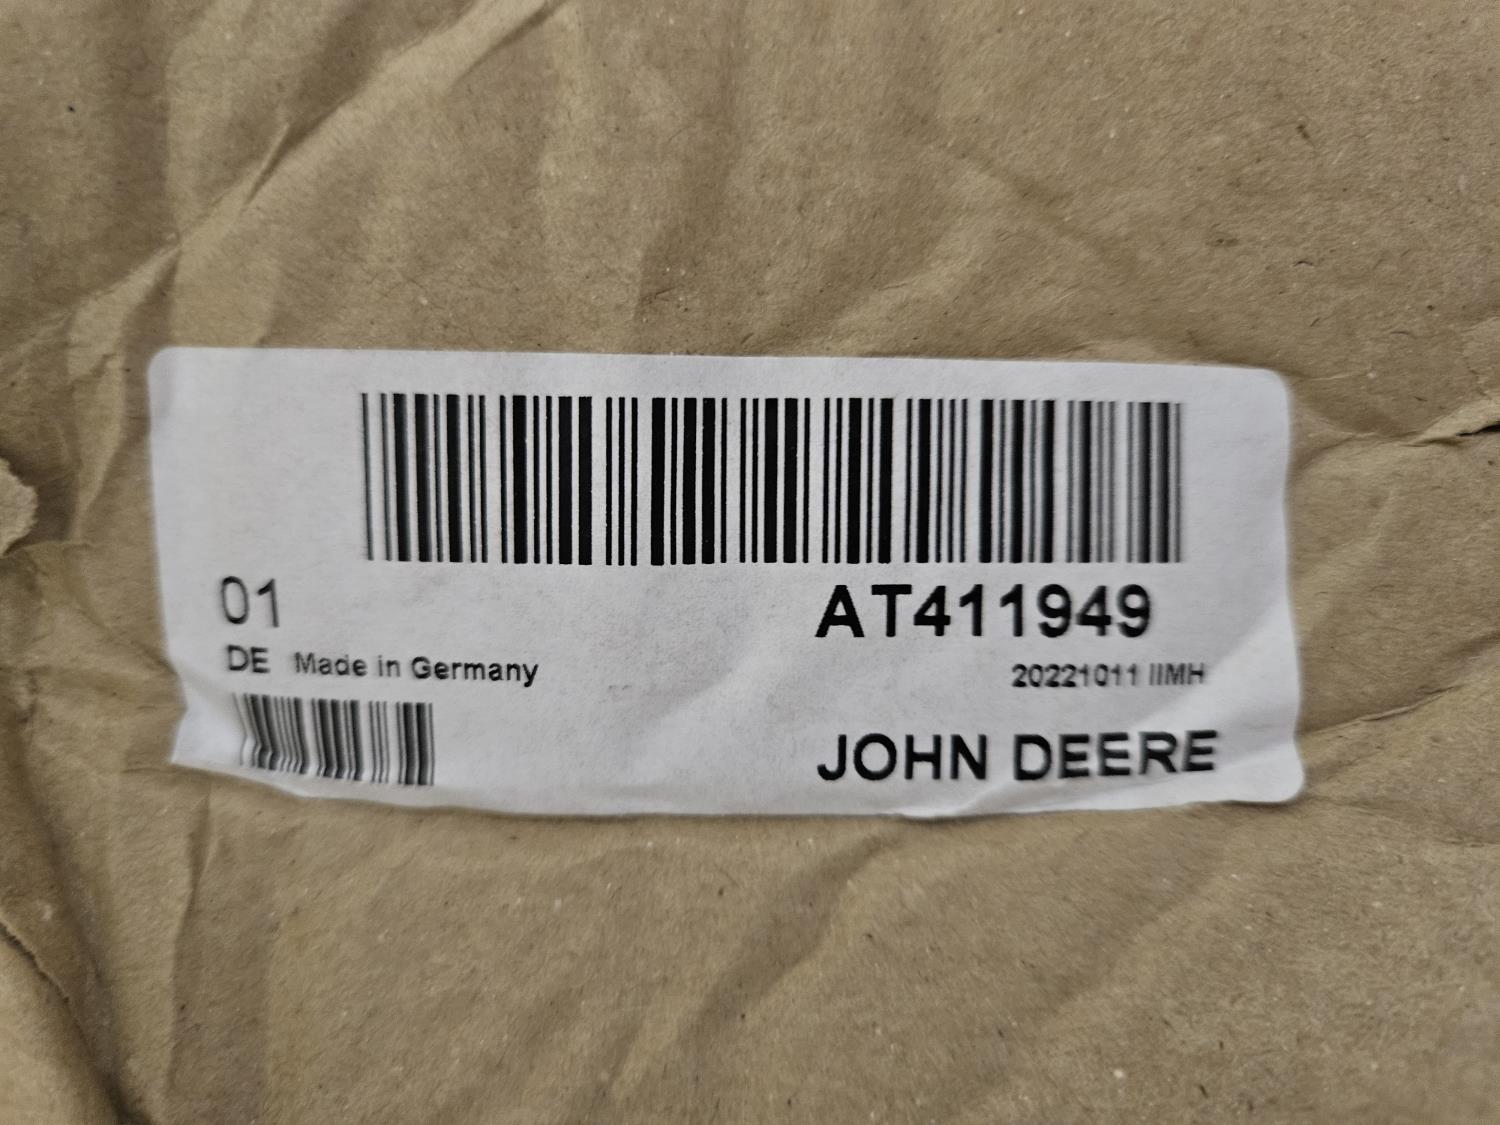 01
AT411949
DE Made in Germany
20221011 IIMH
JOHN DEERE